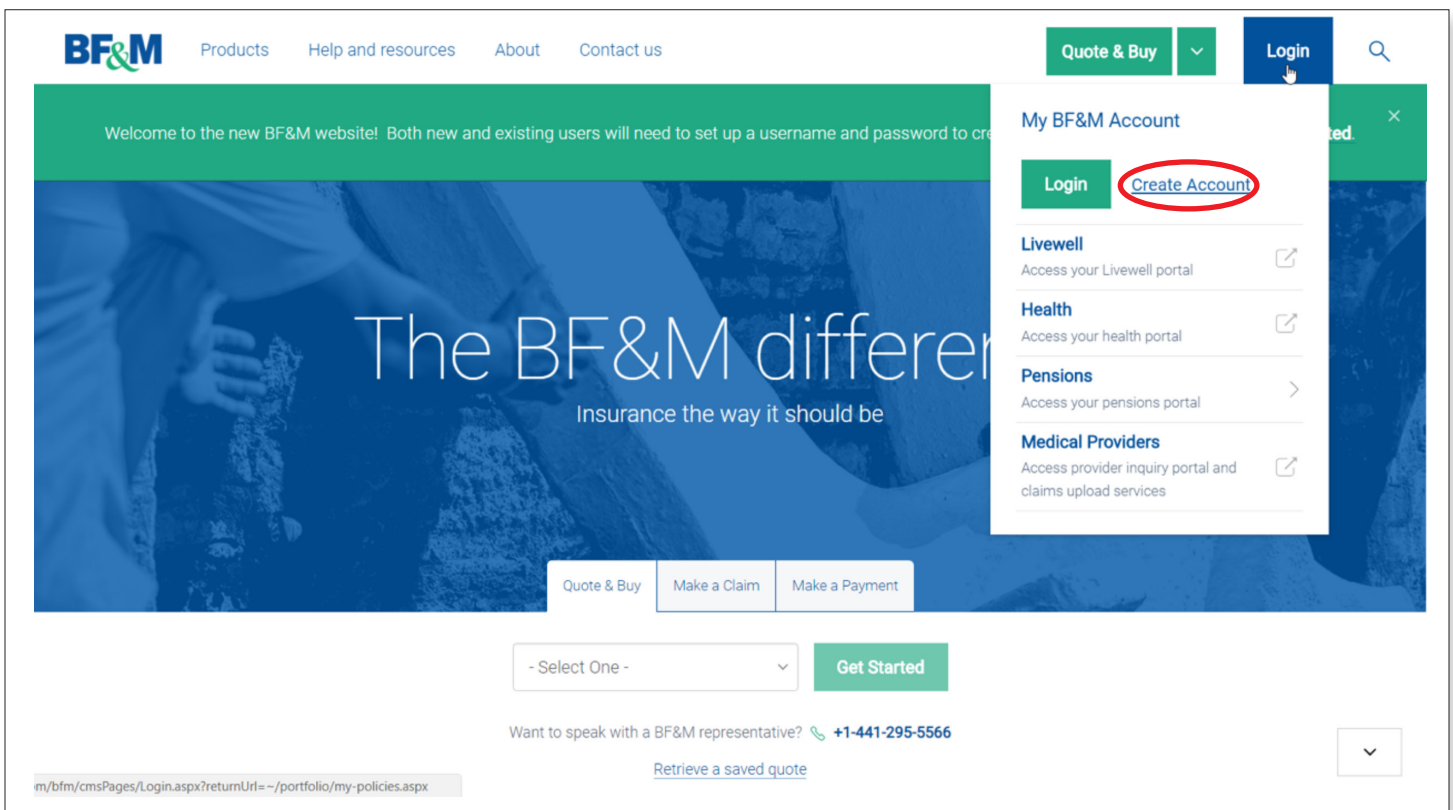 BF&M
Products
Help and resources
About
Contact us
Quote & Buy
Login
Welcome to the new BF&M website! Both new and existing users will need to set up a username and password to cre
ted.
My BF&M Account
Login
Create Account
Livewell
Access your Livewell portal
Health
Access your health portal
Pensions
Access your pensions portal
Medical Providers
Access provider inquiry portal and
claims upload services
The BF&M differen
Insurance the way it should be
Quote & Buy
Make a Claim
Make a Payment
- Select One -
Get Started
Want to speak with a BF&M representative? +1-441-295-5566
Retrieve a saved quote
m/bfm/cmsPages/Login.aspx?returnUrl=~/portfolio/my-policies.aspx